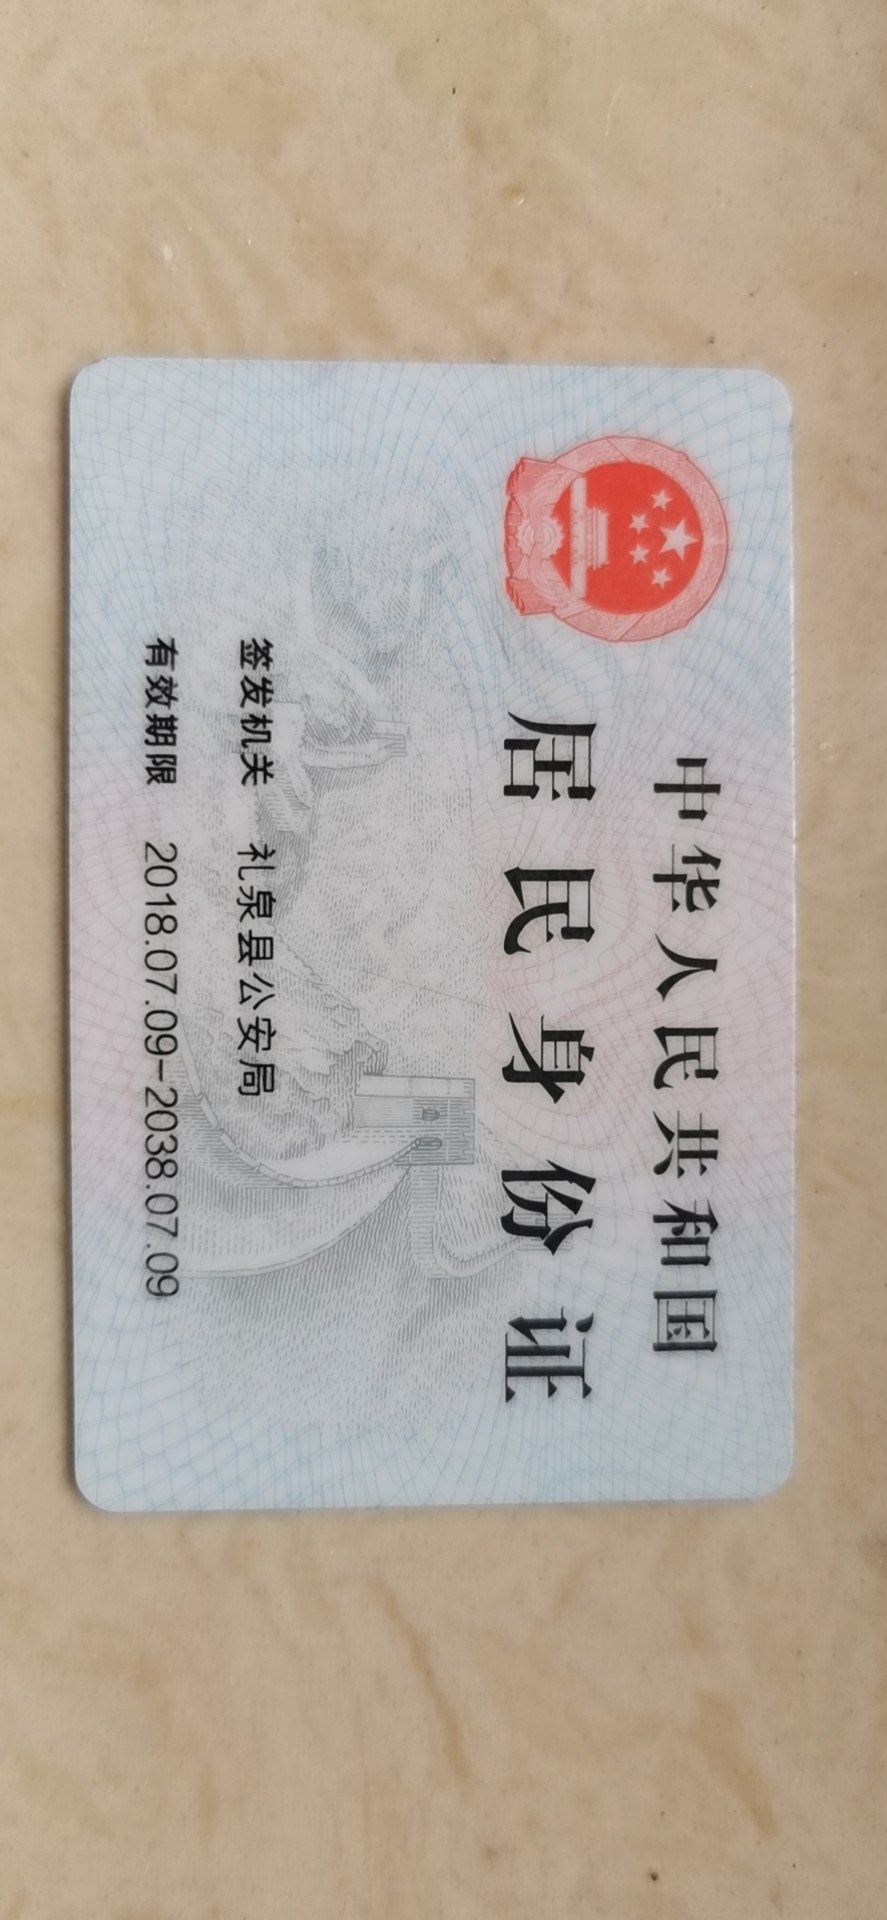 中华人民共和国
居民身份证
签发机关 礼泉县公安局
有效期限 2018.07.09-2038.07.09